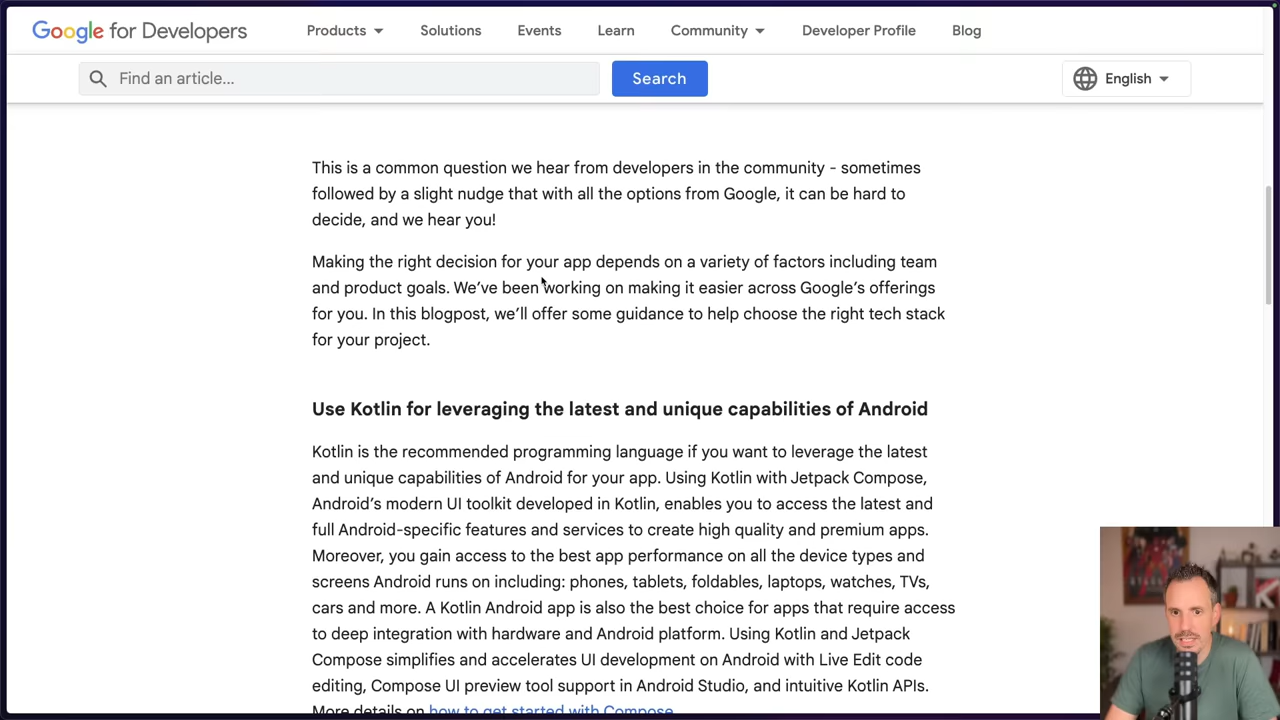 Google for Developers
Products
Solutions
Events
Learn
Community
Developer Profile
Blog
Find an article...
Search
English
This is a common question we hear from developers in the community - sometimes
followed by a slight nudge that with all the options from Google, it can be hard to
decide, and we hear you!
Making the right decision for your app depends on a variety of factors including team
and product goals. We've been working on making it easier across Google's offerings
for you. In this blogpost, we'll offer some guidance to help choose the right tech stack
for your project.
Use Kotlin for leveraging the latest and unique capabilities of Android
Kotlin is the recommended programming language if you want to leverage the latest
and unique capabilities of Android for your app. Using Kotlin with Jetpack Compose,
Android's modern UI toolkit developed in Kotlin, enables you to access the latest and
full Android-specific features and services to create high quality and premium apps.
Moreover, you gain access to the best app performance on all the device types and
screens Android runs on including: phones, tablets, foldables, laptops, watches, TVs,
cars and more. A Kotlin Android app is also the best choice for apps that require access
to deep integration with hardware and Android platform. Using Kotlin and Jetpack
Compose simplifies and accelerates UI development on Android with Live Edit code
editing, Compose UI preview tool support in Android Studio, and intuitive Kotlin APIs.
More details on how to get started with Compose.